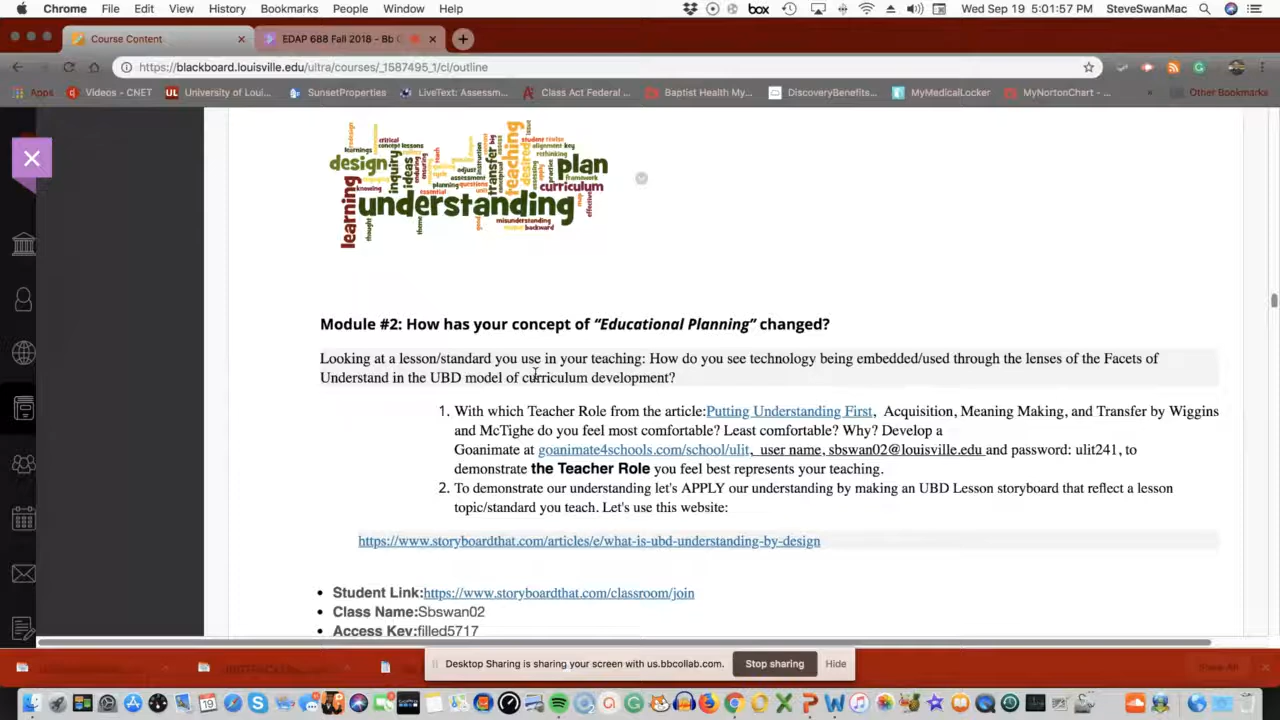 Chrome File Edit View History Bookmarks People Window Help box Wed Sep 19 5:01:57 PM SteveSwanMac
Course Content EDAP 688 Fall 2018 - Bb
https://blackboard.louisville.edu/ultra/courses/_1587495_1/cl/outline
Apps Videos - CNET University of Loui... SunsetProperties LiveText: Assessm... Class Act Federal ... Baptist Health My... DiscoveryBenefits... MyMedicalLocker MyNortonChart - ... Other Bookmarks
design inquiry ideas transfer teaching desired plan
curriculum
learning understanding
misunderstanding
backward
Module #2: How has your concept of “Educational Planning” changed?
Looking at a lesson/standard you use in your teaching: How do you see technology being embedded/used through the lenses of the Facets of
Understand in the UBD model of curriculum development?
1. With which Teacher Role from the article:Putting Understanding First, Acquisition, Meaning Making, and Transfer by Wiggins
and McTighe do you feel most comfortable? Least comfortable? Why? Develop a
Goanimate at goanimate4schools.com/school/ulit, user name, sbswan02@louisville.edu and password: ulit241, to
demonstrate the Teacher Role you feel best represents your teaching.
2. To demonstrate our understanding let's APPLY our understanding by making an UBD Lesson storyboard that reflect a lesson
topic/standard you teach. Let's use this website:
https://www.storyboardthat.com/articles/e/what-is-ubd-understanding-by-design
• Student Link:https://www.storyboardthat.com/classroom/join
• Class Name:Sbswan02
• Access Key:filled5717
Desktop Sharing is sharing your screen with us.bbcollab.com. Stop sharing Hide
Show All